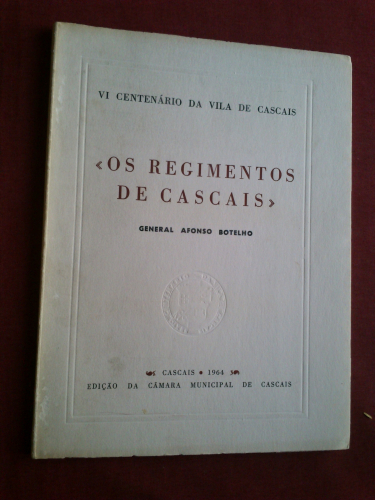 VI CENTENÁRIO DA VILA DE CASCAIS
«OS REGIMENTOS
DE CASCAIS»
GENERAL AFONSO BOTELHO
CASCAIS • 1964
EDIÇÃO DA CÂMARA MUNICIPAL DE CASCAIS